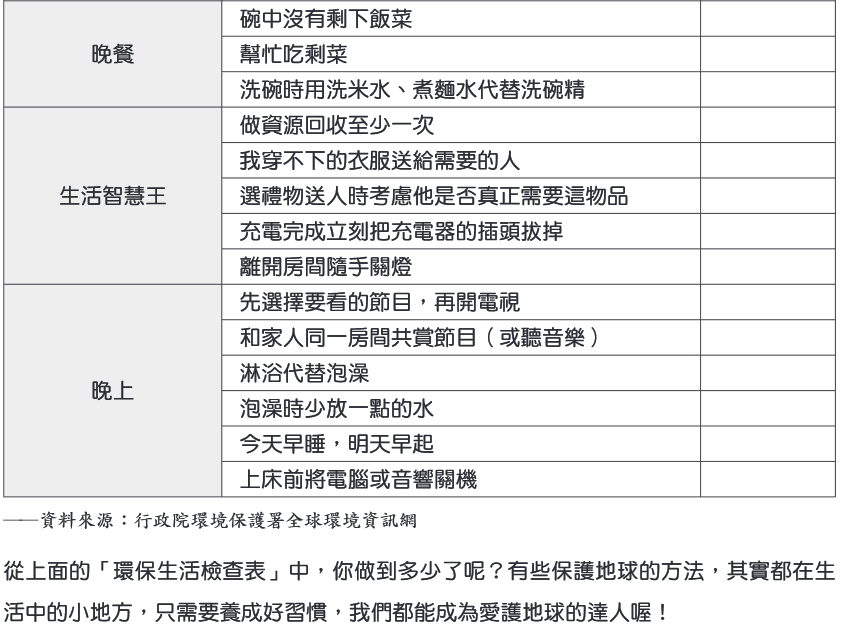 晚餐
碗中沒有剩下飯菜
幫忙吃剩菜
洗碗時用洗米水、煮麵水代替洗碗精
生活智慧王
做資源回收至少一次
我穿不下的衣服送給需要的人
選禮物送人時考慮他是否真正需要這物品
充電完成立刻把充電器的插頭拔掉
離開房間隨手關燈
晚上
先選擇要看的節目，再開電視
和家人同一房間共賞節目（或聽音樂）
淋浴代替泡澡
泡澡時少放一點的水
今天早睡，明天早起
上床前將電腦或音響關機
——資料來源：行政院環境保護署全球環境資訊網
從上面的「環保生活檢查表」中，你做到多少了呢？有些保護地球的方法，其實都在生
活中的小地方，只需要養成好習慣，我們都能成為愛護地球的達人喔！